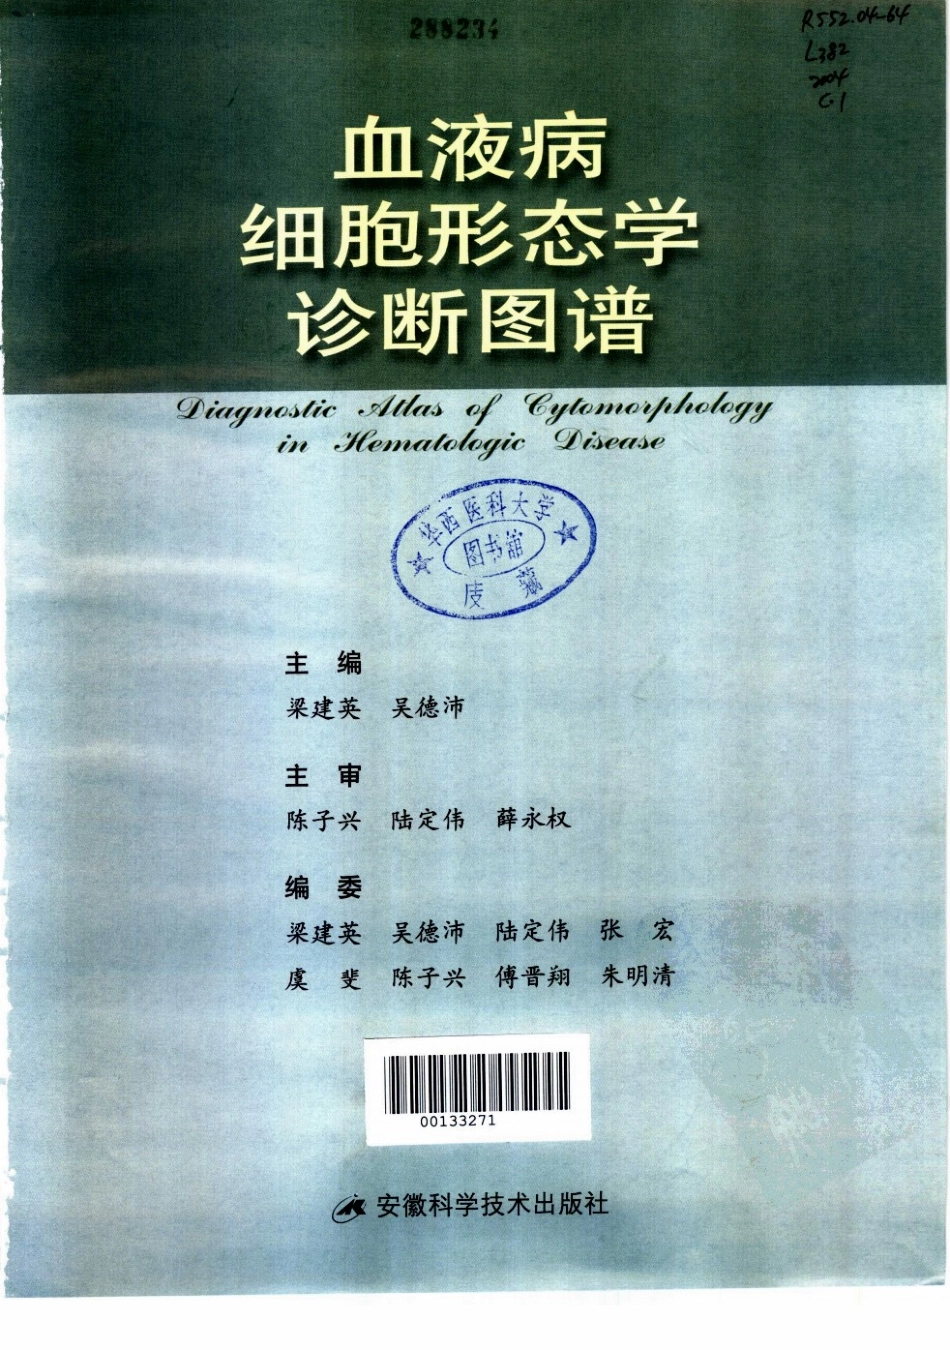 288234
R552.04-64
L382
2004
C.1
血液病
细胞形态学
诊断图谱
Diagnostic Atlas of Cytomorphology
in Hematologic Disease
华西医科大学
图书馆
皮藏
主 编
梁建英 吴德沛
主 审
陈子兴 陆定伟 薛永权
编 委
梁建英 吴德沛 陆定伟 张 宏
虞 斐 陈子兴 傅晋翔 朱明清
00133271
安徽科学技术出版社